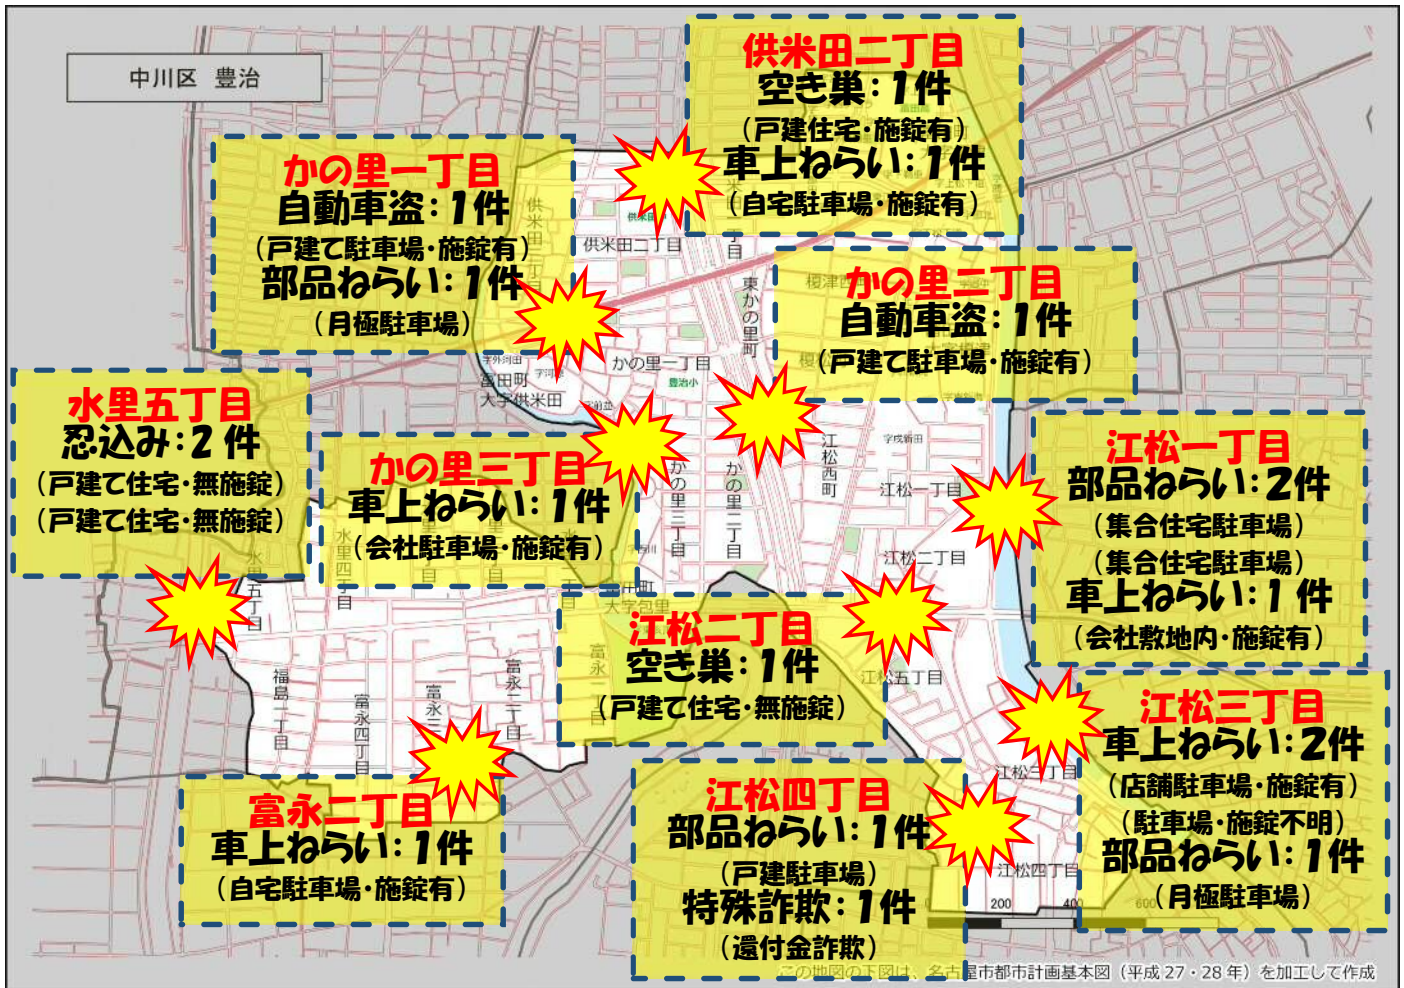 中川区 豊治
供米田二丁目
空き巣：1件
（戸建住宅・施錠有）
車上ねらい：1件
（自宅駐車場・施錠有）
かの里一丁目
自動車盗：1件
（戸建て駐車場・施錠有）
部品ねらい：1件
（月極駐車場）
かの里二丁目
自動車盗：1件
（戸建て駐車場・施錠有）
水里五丁目
忍込み：2件
（戸建て住宅・無施錠）
（戸建て住宅・無施錠）
かの里三丁目
車上ねらい：1件
（会社駐車場・施錠有）
江松一丁目
部品ねらい：2件
（集合住宅駐車場）
（集合住宅駐車場）
車上ねらい：1件
（会社敷地内・施錠有）
江松二丁目
空き巣：1件
（戸建て住宅・無施錠）
江松三丁目
車上ねらい：2件
（店舗駐車場・施錠有）
（駐車場・施錠不明）
部品ねらい：1件
（月極駐車場）
富永二丁目
車上ねらい：1件
（自宅駐車場・施錠有）
江松四丁目
部品ねらい：1件
（戸建駐車場）
特殊詐欺：1件
（還付金詐欺）
供米田二丁目
東かの里町
かの里一丁目
豊治小
富田町
大字供米田
かの里三丁目
かの里二丁目
江松西町
江松一丁目
江松二丁目
水里四丁目
大字包里
江松五丁目
福島一丁目
富永四丁目
富永二丁目
江松三丁目
江松四丁目
200
400
600
この地図の下図は、名古屋市都市計画基本図（平成27・28年）を加工して作成